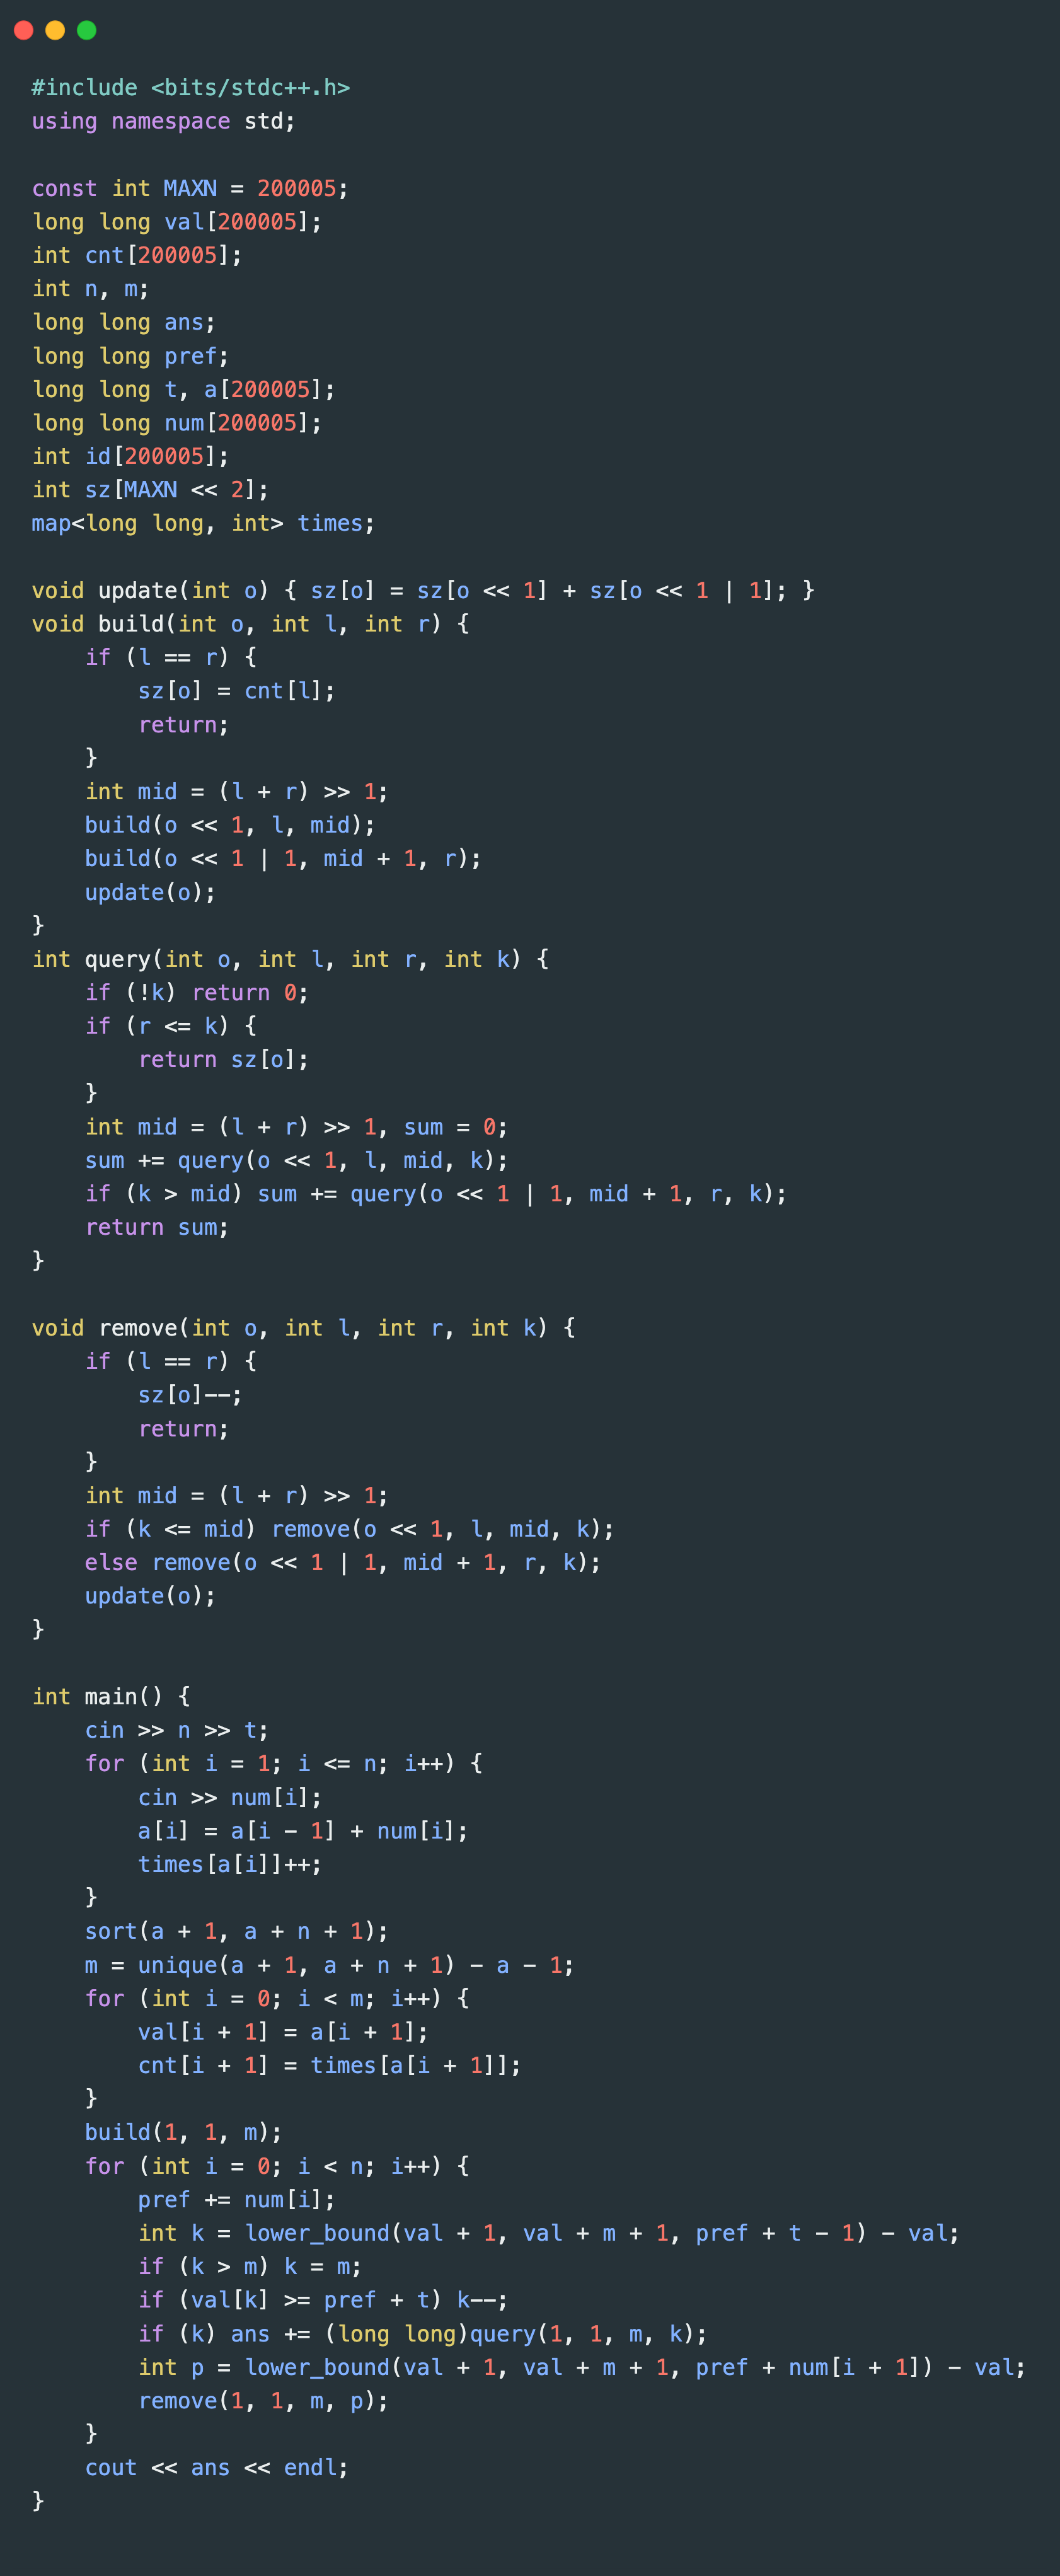 #include <bits/stdc++.h>
using namespace std;

const int MAXN = 200005;
long long val[200005];
int cnt[200005];
int n, m;
long long ans;
long long pref;
long long t, a[200005];
long long num[200005];
int id[200005];
int sz[MAXN << 2];
map<long long, int> times;

void update(int o) { sz[o] = sz[o << 1] + sz[o << 1 | 1]; }
void build(int o, int l, int r) {
    if (l == r) {
        sz[o] = cnt[l];
        return;
    }
    int mid = (l + r) >> 1;
    build(o << 1, l, mid);
    build(o << 1 | 1, mid + 1, r);
    update(o);
}
int query(int o, int l, int r, int k) {
    if (!k) return 0;
    if (r <= k) {
        return sz[o];
    }
    int mid = (l + r) >> 1, sum = 0;
    sum += query(o << 1, l, mid, k);
    if (k > mid) sum += query(o << 1 | 1, mid + 1, r, k);
    return sum;
}

void remove(int o, int l, int r, int k) {
    if (l == r) {
        sz[o]--;
        return;
    }
    int mid = (l + r) >> 1;
    if (k <= mid) remove(o << 1, l, mid, k);
    else remove(o << 1 | 1, mid + 1, r, k);
    update(o);
}

int main() {
    cin >> n >> t;
    for (int i = 1; i <= n; i++) {
        cin >> num[i];
        a[i] = a[i - 1] + num[i];
        times[a[i]]++;
    }
    sort(a + 1, a + n + 1);
    m = unique(a + 1, a + n + 1) - a - 1;
    for (int i = 0; i < m; i++) {
        val[i + 1] = a[i + 1];
        cnt[i + 1] = times[a[i + 1]];
    }
    build(1, 1, m);
    for (int i = 0; i < n; i++) {
        pref += num[i];
        int k = lower_bound(val + 1, val + m + 1, pref + t - 1) - val;
        if (k > m) k = m;
        if (val[k] >= pref + t) k--;
        if (k) ans += (long long)query(1, 1, m, k);
        int p = lower_bound(val + 1, val + m + 1, pref + num[i + 1]) - val;
        remove(1, 1, m, p);
    }
    cout << ans << endl;
}